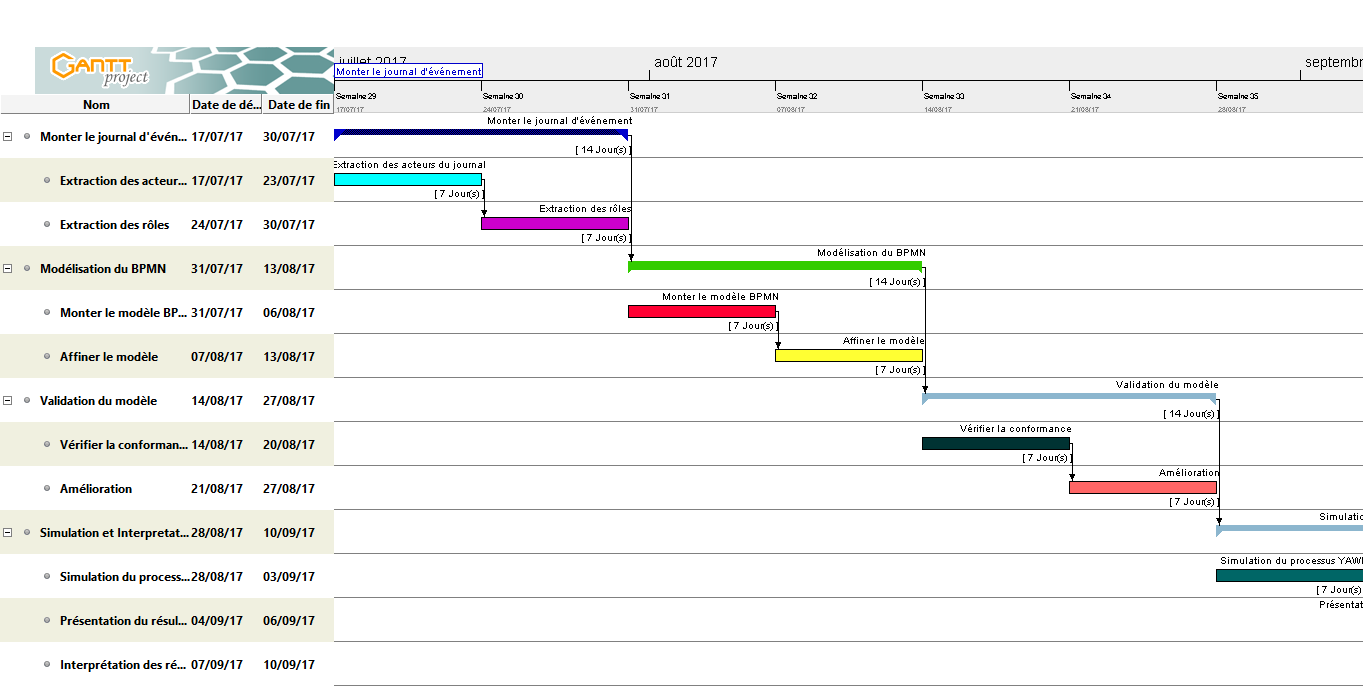 GANTT
project
juillet 2017 août 2017 septembr
Monter le journal d'événement
Nom Date de dé... Date de fin
Semaine 29 Semaine 30 Semaine 31 Semaine 32 Semaine 33 Semaine 34 Semaine 35
17/07/17 24/07/17 31/07/17 07/08/17 14/08/17 21/08/17 28/08/17
Monter le journal d'événement
Monter le journal d'évén... 17/07/17 30/07/17
[ 14 Jour(s) ]
Extraction des acteurs du journal
Extraction des acteur... 17/07/17 23/07/17
[ 7 Jour(s) ]
Extraction des rôles
Extraction des rôles 24/07/17 30/07/17
[ 7 Jour(s) ]
Modélisation du BPMN
Modélisation du BPMN 31/07/17 13/08/17
[ 14 Jour(s) ]
Monter le modèle BPMN
Monter le modèle BP... 31/07/17 06/08/17
[ 7 Jour(s) ]
Affiner le modèle
Affiner le modèle 07/08/17 13/08/17
[ 7 Jour(s) ]
Validation du modèle
Validation du modèle 14/08/17 27/08/17
[ 14 Jour(s) ]
Vérifier la conformance
Vérifier la conforman... 14/08/17 20/08/17
[ 7 Jour(s) ]
Amélioration
Amélioration 21/08/17 27/08/17
[ 7 Jour(s) ]
Simulatio
Simulation et Interpretat... 28/08/17 10/09/17
Simulation du processus YAWL
Simulation du process... 28/08/17 03/09/17
[ 7 Jour(s)
Présentat
Présentation du résul... 04/09/17 06/09/17
Interprétation des ré... 07/09/17 10/09/17